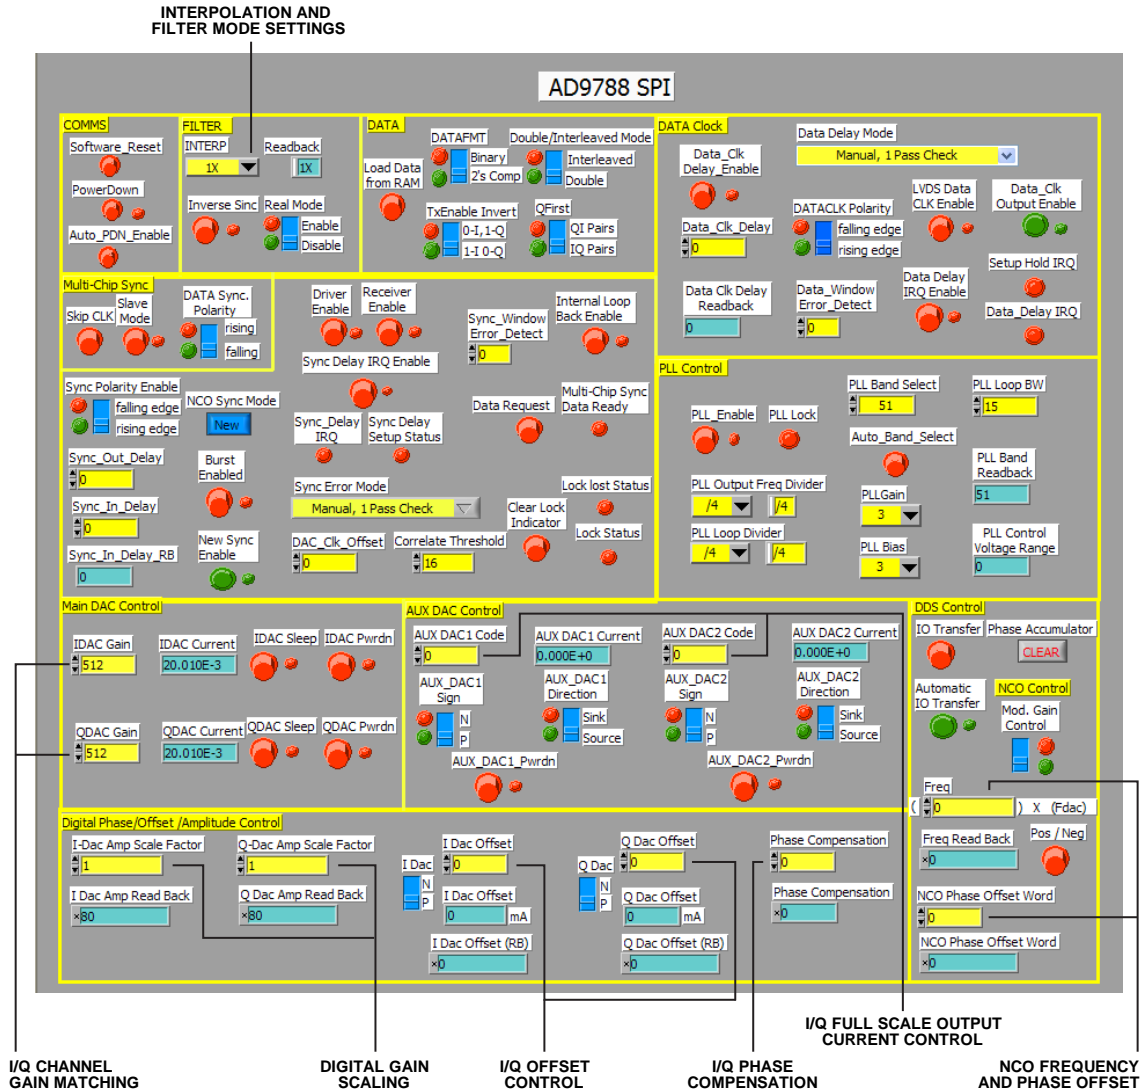 INTERPOLATION AND
FILTER MODE SETTINGS
AD9788 SPI
COMMS
Software_Reset
PowerDown
Auto_PDN_Enable
FILTER
INTERP
1X
Readback
1X
Inverse Sinc
Real Mode
Enable
Disable
DATA
Load Data
from RAM
DATAFMT
Binary
2's Comp
Double/Interleaved Mode
Interleaved
Double
TxEnable Invert
0-I,1-Q
1-I 0-Q
QFirst
QI Pairs
IQ Pairs
DATA Clock
Data_Clk
Delay_Enable
Data Delay Mode
Manual, 1 Pass Check
Data_Clk_Delay
0
DATACLK Polarity
falling edge
rising edge
LVDS Data
CLK Enable
Data_Clk
Output Enable
Data Clk Delay
Readback
0
Data_Window
Error_Detect
0
Data Delay
IRQ Enable
Setup Hold IRQ
Data_Delay IRQ
Multi-Chip Sync
Skip CLK
Slave
Mode
DATA Sync.
Polarity
rising
falling
Driver
Enable
Receiver
Enable
Sync_Window
Error_Detect
0
Internal Loop
Back Enable
Sync Delay IRQ Enable
Sync Polarity Enable
falling edge
rising edge
NCO Sync Mode
New
Sync_Delay
IRQ
Sync Delay
Setup Status
Data Request
Multi-Chip Sync
Data Ready
Sync_Out_Delay
0
Burst
Enabled
Sync_In_Delay
0
Sync Error Mode
Manual, 1 Pass Check
Clear Lock
Indicator
Lock lost Status
Lock Status
Sync_In_Delay_RB
0
New Sync
Enable
DAC_Clk_Offset
0
Correlate Threshold
16
PLL Control
PLL_Enable
PLL Lock
PLL Band Select
51
PLL Loop BW
15
Auto_Band_Select
PLL Band
Readback
51
PLL Output Freq Divider
/4
/4
PLLGain
3
PLL Loop Divider
/4
/4
PLL Bias
3
PLL Control
Voltage Range
0
Main DAC Control
IDAC Gain
512
IDAC Current
20.010E-3
IDAC Sleep
IDAC Pwrdn
QDAC Gain
512
QDAC Current
20.010E-3
QDAC Sleep
QDAC Pwrdn
AUX DAC Control
AUX DAC1 Code
0
AUX DAC1 Current
0.000E+0
AUX DAC2 Code
0
AUX DAC2 Current
0.000E+0
AUX_DAC1
Sign
N
P
AUX_DAC1
Direction
Sink
Source
AUX_DAC2
Sign
N
P
AUX_DAC2
Direction
Sink
Source
AUX_DAC1_Pwrdn
AUX_DAC2_Pwrdn
DDS Control
IO Transfer
Phase Accumulator
CLEAR
Automatic
IO Transfer
NCO Control
Mod. Gain
Control
Freq
( 0 ) X (Fdac)
Freq Read Back
×0
Pos / Neg
NCO Phase Offset Word
0
NCO Phase Offset Word
×0
Digital Phase/Offset /Amplitude Control
I-Dac Amp Scale Factor
1
Q-Dac Amp Scale Factor
1
I Dac Amp Read Back
×80
Q Dac Amp Read Back
×80
I Dac
N
P
I Dac Offset
0
I Dac Offset
0 mA
I Dac Offset (RB)
×0
Q Dac
N
P
Q Dac Offset
0
Q Dac Offset
0 mA
Q Dac Offset (RB)
×0
Phase Compensation
0
Phase Compensation
×0
I/Q FULL SCALE OUTPUT
CURRENT CONTROL
I/Q CHANNEL
GAIN MATCHING
DIGITAL GAIN
SCALING
I/Q OFFSET
CONTROL
I/Q PHASE
COMPENSATION
NCO FREQUENCY
AND PHASE OFFSET